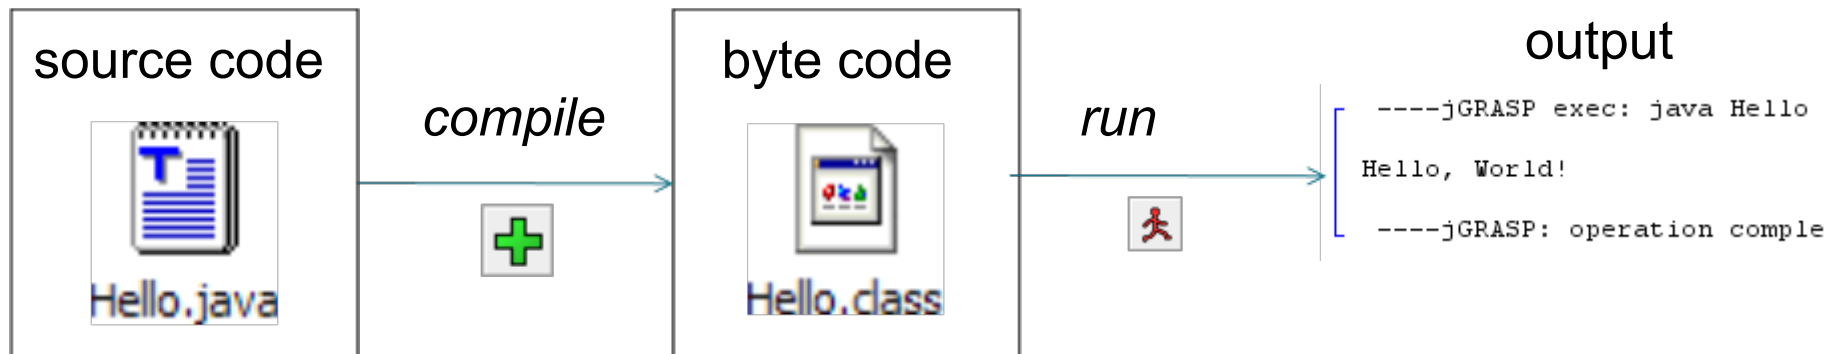 source code
Hello.java
compile
byte code
Hello.class
run
output
----jGRASP exec: java Hello
Hello, World!
----jGRASP: operation comple